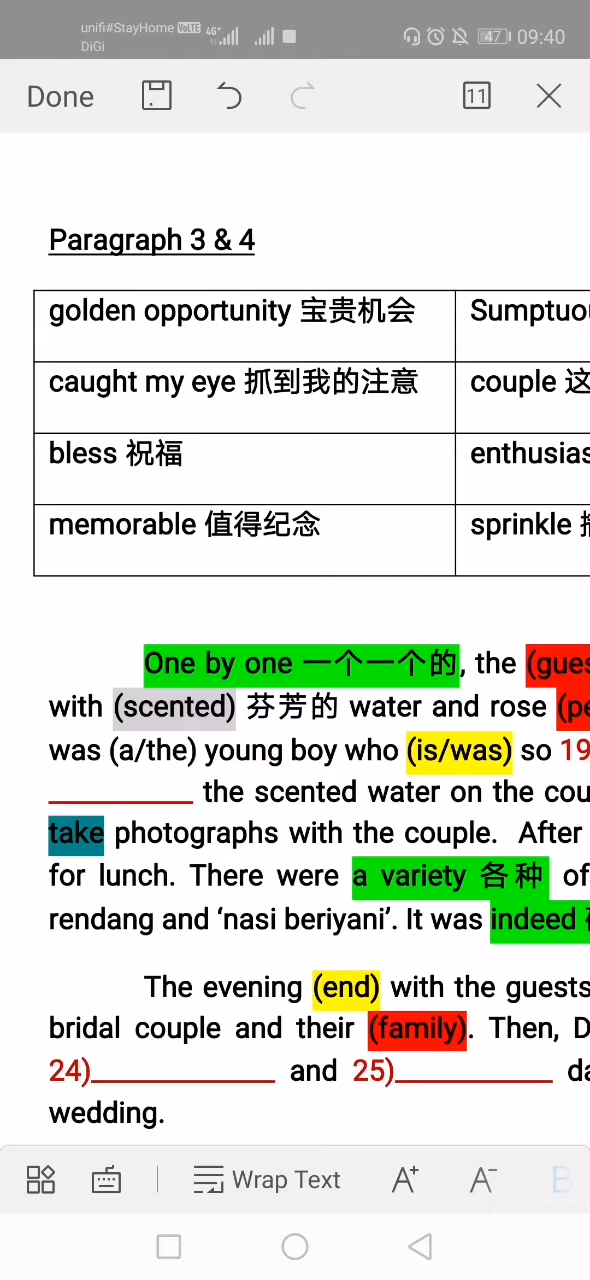 unifi#StayHome VoLTE 4G+ 47 09:40
DiGi
Done 11
Paragraph 3 & 4
golden opportunity 宝贵机会
caught my eye 抓到我的注意 couple 这
bless 祝福
memorable 值得纪念 sprinkle
One by one 一个一个的, the
with (scented) 芬芳的 water and rose
was (a/the) young boy who (is/was) so 19
____________ the scented water on the
take photographs with the couple. After
for lunch. There were a variety 各种 of
rendang and ‘nasi beriyani’. It was indeed
The evening (end) with the guests
bridal couple and their (family). Then,
24)_______________ and 25)_____________
wedding.
Wrap Text A+ A- B